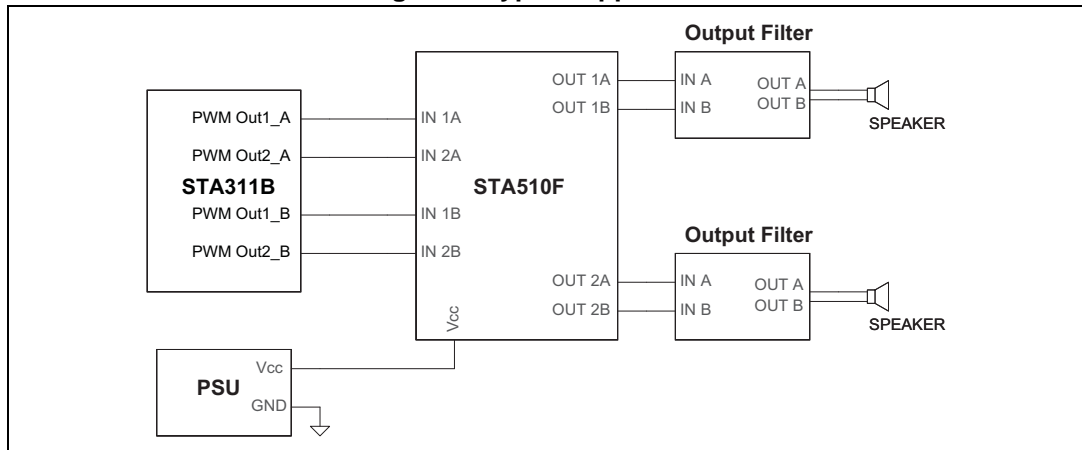 Output Filter
OUT 1A
IN A
OUT A
OUT 1B
IN B
OUT B
SPEAKER
PWM Out1_A
IN 1A
PWM Out2_A
IN 2A
STA311B
STA510F
PWM Out1_B
IN 1B
PWM Out2_B
IN 2B
Output Filter
OUT 2A
IN A
OUT A
OUT 2B
IN B
OUT B
SPEAKER
Vcc
Vcc
PSU
GND